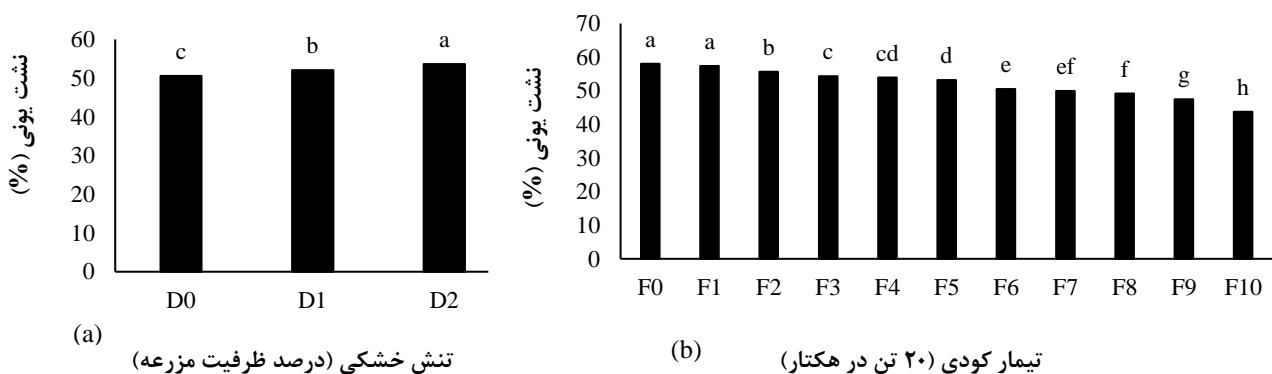 نشت یونی (%)
60
50
40
30
20
10
0
c b a
D0 D1 D2
(a)
تنش خشکی (درصد ظرفیت مزرعه)
نشت یونی (%)
70
60
50
40
30
20
10
0
a a b c cd d e ef f g h
F0 F1 F2 F3 F4 F5 F6 F7 F8 F9 F10
(b)
تیمار کودی (۲۰ تن در هکتار)